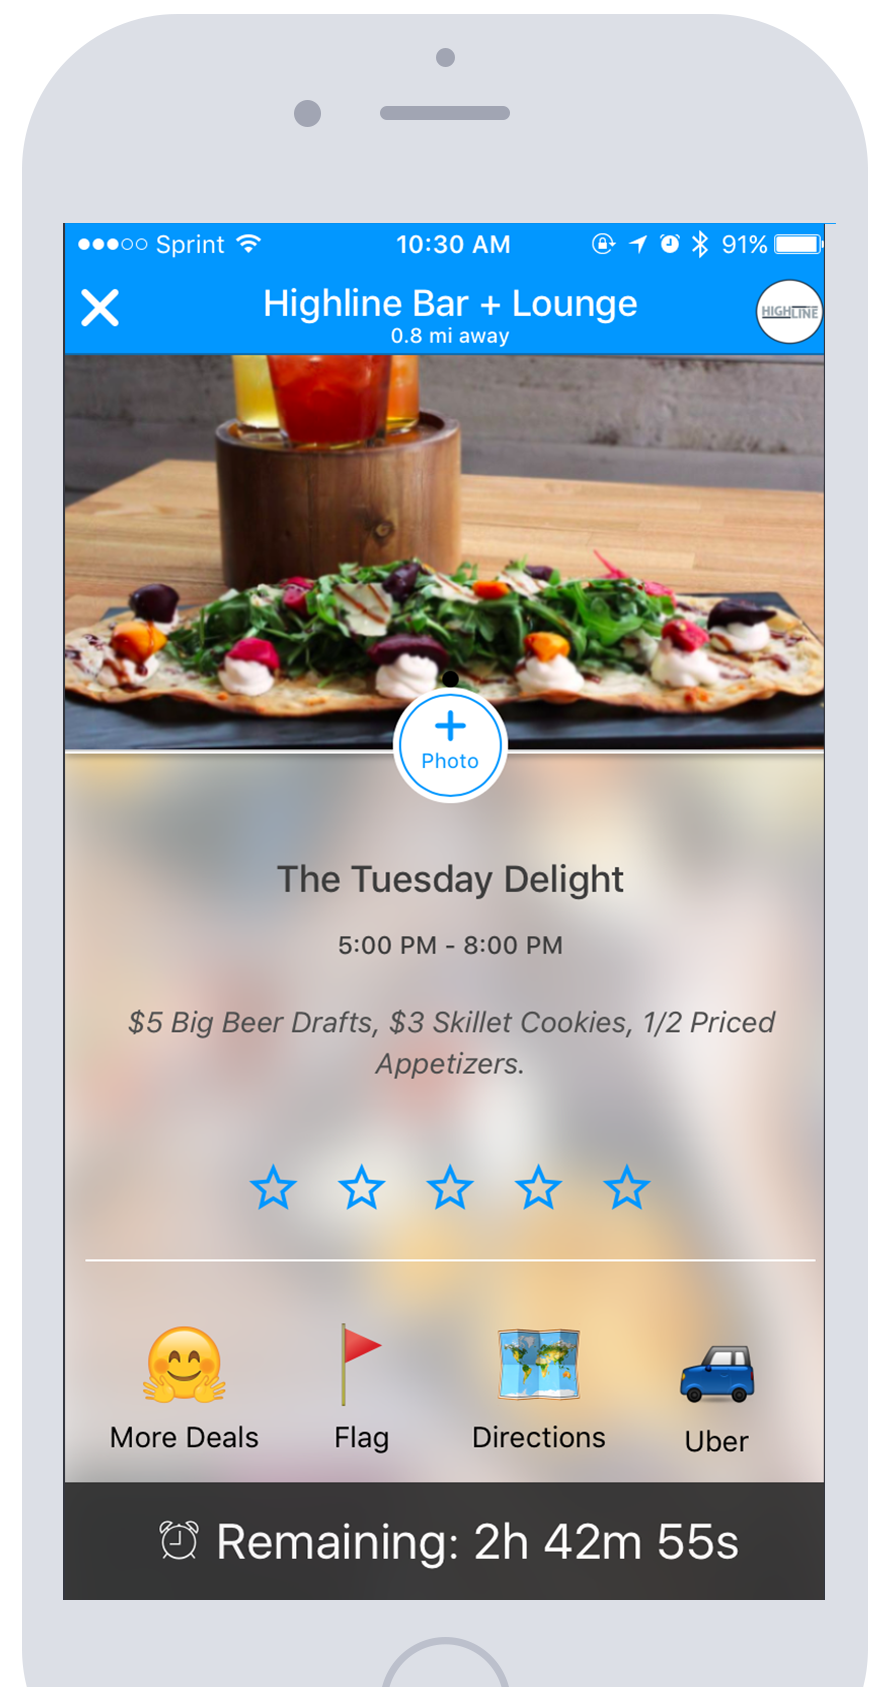 Sprint 10:30 AM 91%
Highline Bar + Lounge
0.8 mi away
HIGHLINE
+
Photo
The Tuesday Delight
5:00 PM - 8:00 PM
$5 Big Beer Drafts, $3 Skillet Cookies, 1/2 Priced
Appetizers.
More Deals Flag Directions Uber
Remaining: 2h 42m 55s